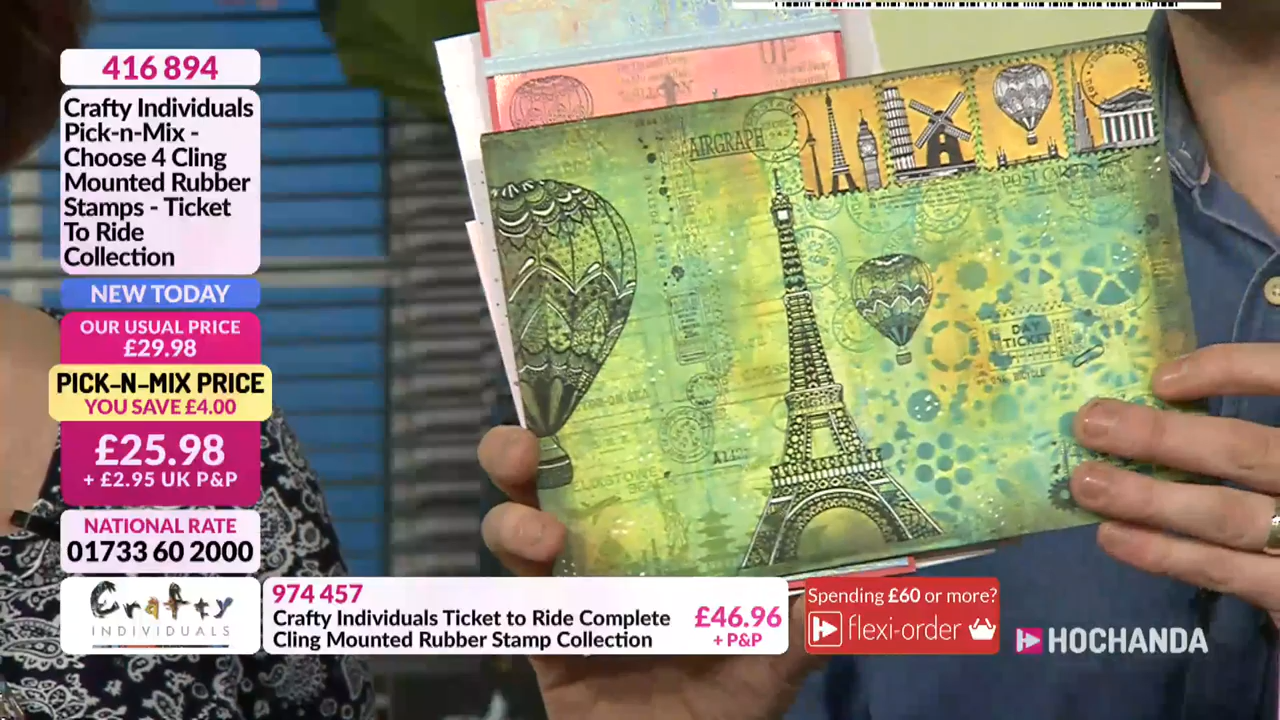 416 894
Crafty Individuals
Pick-n-Mix -
Choose 4 Cling
Mounted Rubber
Stamps - Ticket
To Ride
Collection
NEW TODAY
OUR USUAL PRICE
£29.98
PICK-N-MIX PRICE
YOU SAVE £4.00
£25.98
+ £2.95 UK P&P
NATIONAL RATE
01733 60 2000
Crafty
INDIVIDUALS
974 457
Crafty Individuals Ticket to Ride Complete
Cling Mounted Rubber Stamp Collection
£46.96
+ P&P
Spending £60 or more?
flexi-order
HOCHANDA
UP
AIRGRAPH
POST CARD
DAY
TICKET